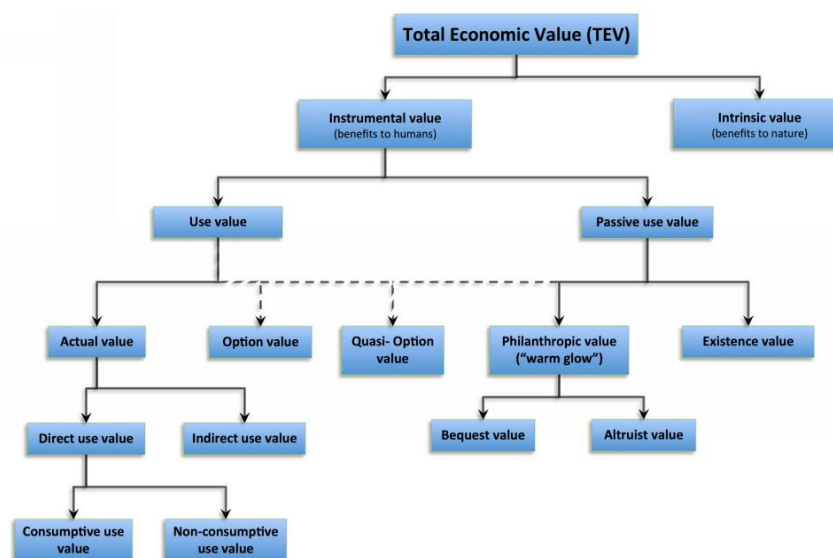 Total Economic Value (TEV)
Instrumental value
(benefits to humans)
Intrinsic value
(benefits to nature)
Use value
Passive use value
Actual value
Option value
Quasi- Option
value
Philanthropic value
(“warm glow”)
Existence value
Direct use value
Indirect use value
Bequest value
Altruist value
Consumptive use
value
Non-consumptive
use value